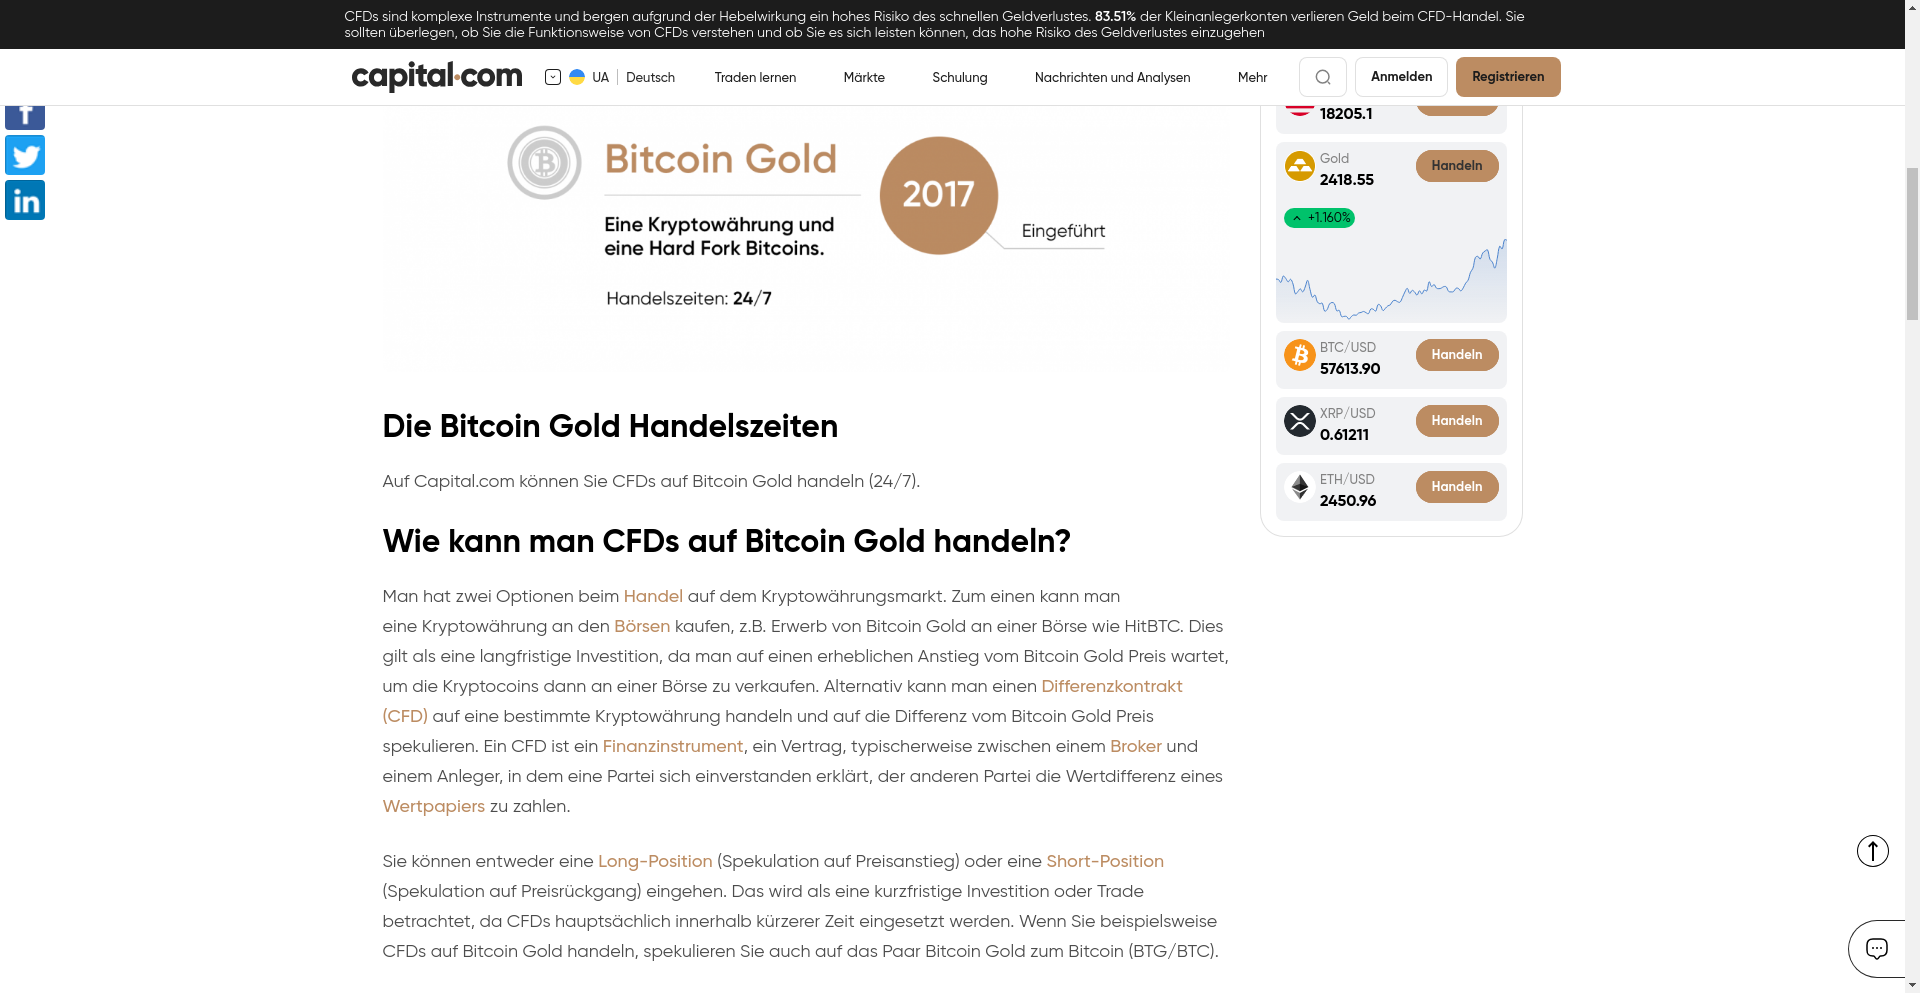 CFDs sind komplexe Instrumente und bergen aufgrund der Hebelwirkung ein hohes Risiko des schnellen Geldverlustes. 83.51% der Kleinanlegerkonten verlieren Geld beim CFD-Handel. Sie
sollten überlegen, ob Sie die Funktionsweise von CFDs verstehen und ob Sie es sich leisten können, das hohe Risiko des Geldverlustes einzugehen
capital.com
UA
Deutsch
Traden lernen
Märkte
Schulung
Nachrichten und Analysen
Mehr
Anmelden
Registrieren
Bitcoin Gold
Eine Kryptowährung und
eine Hard Fork Bitcoins.
Handelszeiten: 24/7
2017
Eingeführt
Die Bitcoin Gold Handelszeiten
Auf Capital.com können Sie CFDs auf Bitcoin Gold handeln (24/7).
Wie kann man CFDs auf Bitcoin Gold handeln?
Man hat zwei Optionen beim Handel auf dem Kryptowährungsmarkt. Zum einen kann man
eine Kryptowährung an den Börsen kaufen, z.B. Erwerb von Bitcoin Gold an einer Börse wie HitBTC. Dies
gilt als eine langfristige Investition, da man auf einen erheblichen Anstieg vom Bitcoin Gold Preis wartet,
um die Kryptocoins dann an einer Börse zu verkaufen. Alternativ kann man einen Differenzkontrakt
(CFD) auf eine bestimmte Kryptowährung handeln und auf die Differenz vom Bitcoin Gold Preis
spekulieren. Ein CFD ist ein Finanzinstrument, ein Vertrag, typischerweise zwischen einem Broker und
einem Anleger, in dem eine Partei sich einverstanden erklärt, der anderen Partei die Wertdifferenz eines
Wertpapiers zu zahlen.
Sie können entweder eine Long-Position (Spekulation auf Preisanstieg) oder eine Short-Position
(Spekulation auf Preisrückgang) eingehen. Das wird als eine kurzfristige Investition oder Trade
betrachtet, da CFDs hauptsächlich innerhalb kürzerer Zeit eingesetzt werden. Wenn Sie beispielsweise
CFDs auf Bitcoin Gold handeln, spekulieren Sie auch auf das Paar Bitcoin Gold zum Bitcoin (BTG/BTC).
18205.1
Gold
2418.55
Handeln
+1.160%
BTC/USD
57613.90
Handeln
XRP/USD
0.61211
Handeln
ETH/USD
2450.96
Handeln